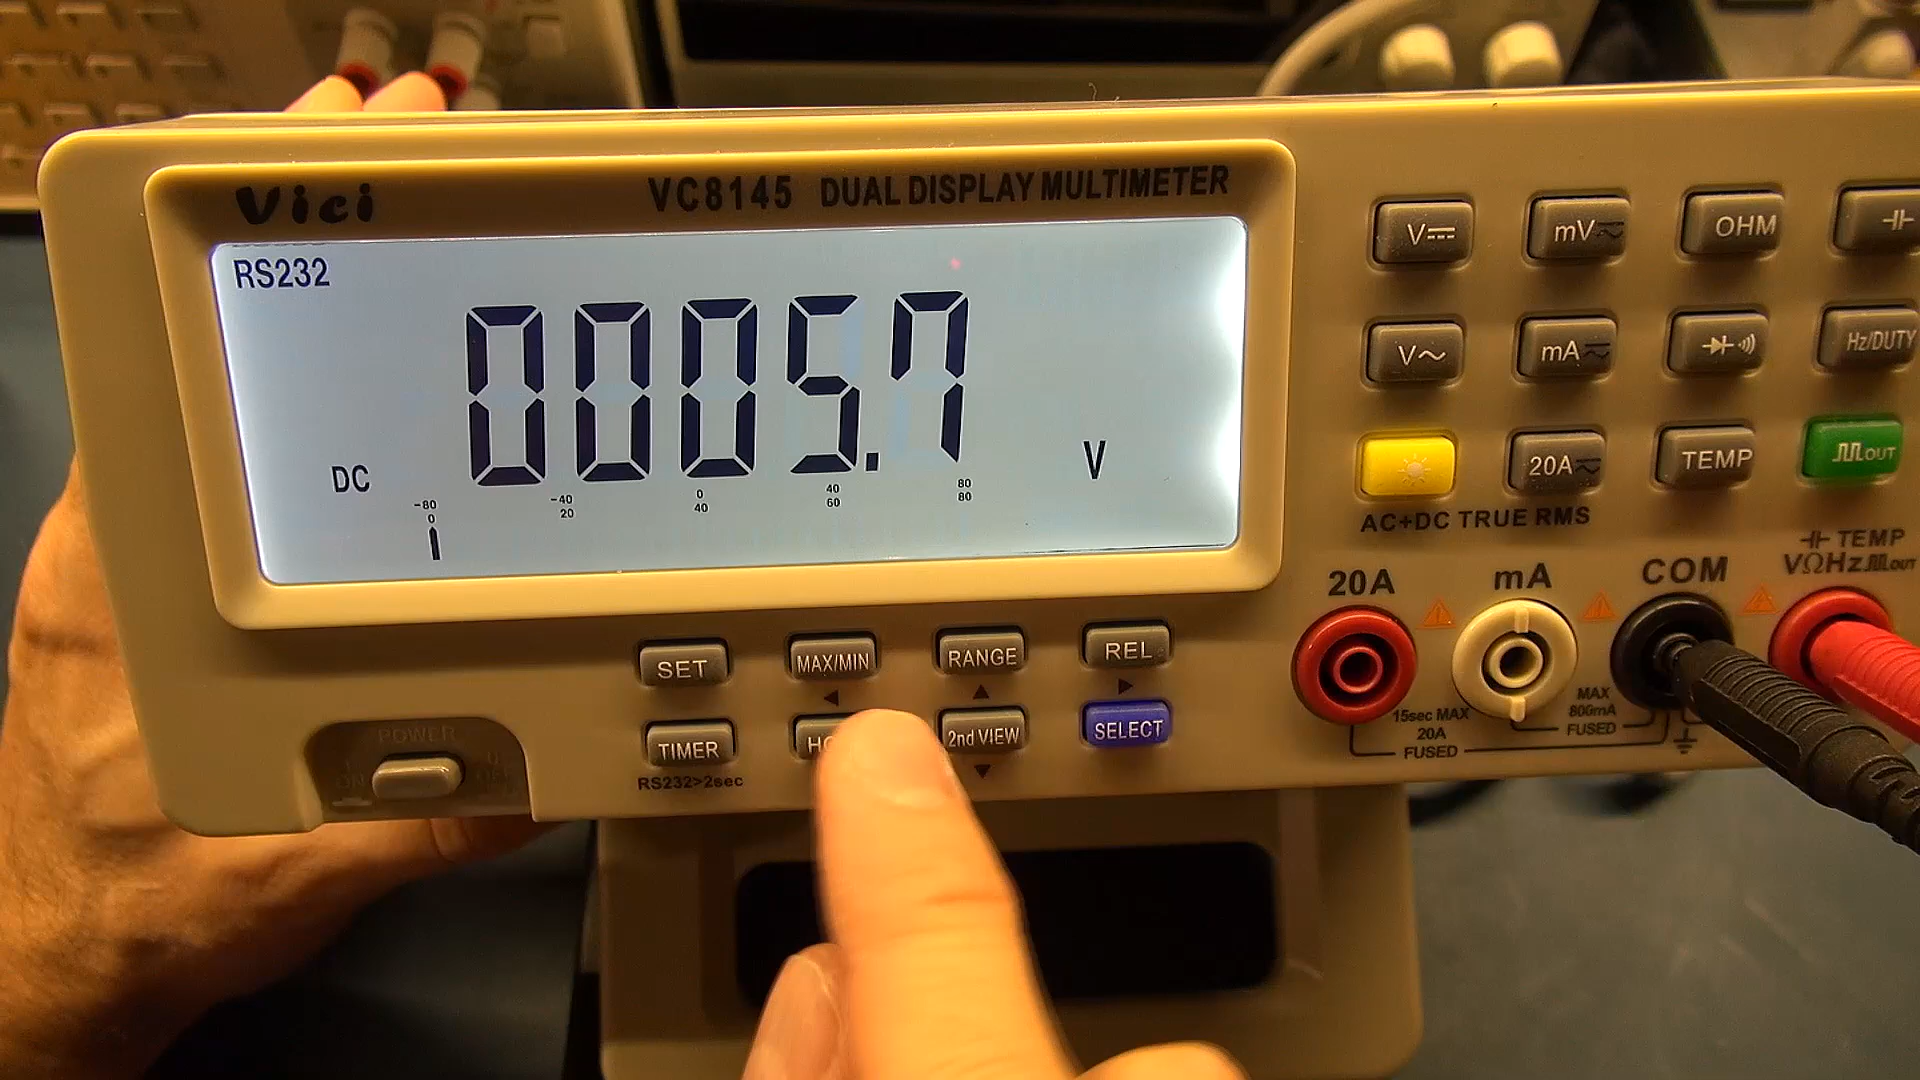 Vici VC8145 DUAL DISPLAY MULTIMETER
RS232
0005.7
DC V
-80 -40 0 40 80
0 20 40 60 80
V mV OHM
V~ mA Hz/DUTY
20A TEMP OUT
AC+DC TRUE RMS
20A mA COM TEMP
VΩHz OUT
15sec MAX
20A
FUSED
MAX
800mA
FUSED
SET MAX/MIN RANGE REL
TIMER 2nd VIEW SELECT
RS232>2sec
POWER
ON